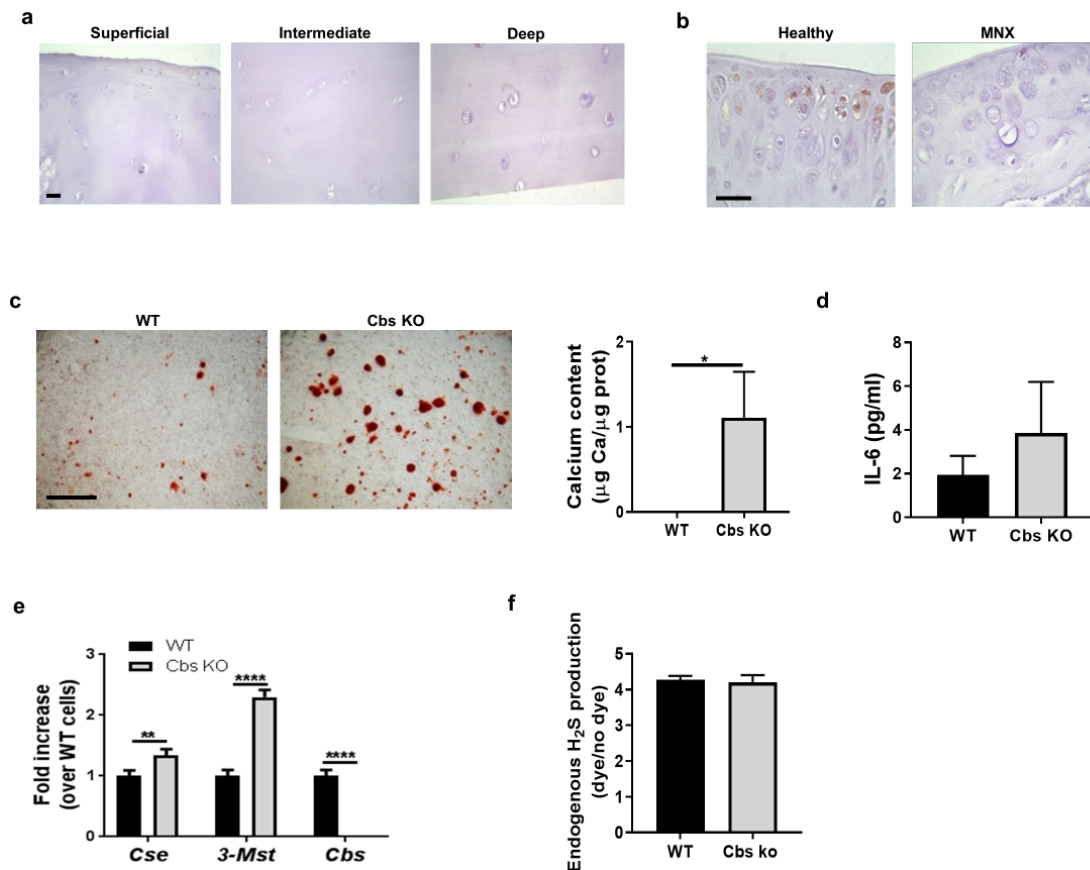 a
Superficial
Intermediate
Deep
b
Healthy
MNX
c
WT
Cbs KO
Calcium content
(µg Ca/µg prot)
2
1
0
*
WT
Cbs KO
d
IL-6 (pg/ml)
8
6
4
2
0
WT
Cbs KO
e
WT
Cbs KO
Fold increase
(over WT cells)
3
2
1
0
**
****
****
Cse
3-Mst
Cbs
f
Endogenous H₂S production
(dye/no dye)
5
4
3
2
1
0
WT
Cbs ko